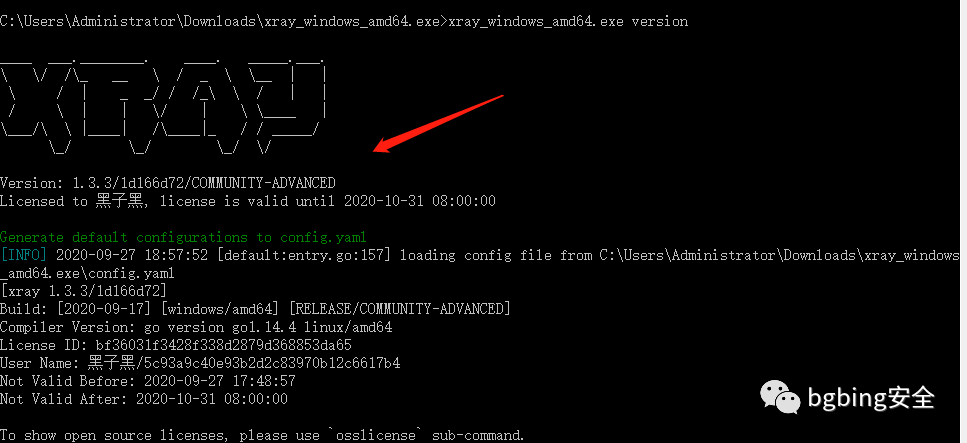 C:\Users\Administrator\Downloads\xray_windows_amd64.exe>xray_windows_amd64.exe version
XRAY
Version: 1.3.3/1d166d72/COMMUNITY-ADVANCED
Licensed to 黑子黑, license is valid until 2020-10-31 08:00:00
Generate default configurations to config.yaml
[INFO] 2020-09-27 18:57:52 [default:entry.go:157] loading config file from C:\Users\Administrator\Downloads\xray_windows
_amd64.exe\config.yaml
[xray 1.3.3/1d166d72]
Build: [2020-09-17] [windows/amd64] [RELEASE/COMMUNITY-ADVANCED]
Compiler Version: go version go1.14.4 linux/amd64
License ID: bf36031f3428f338d2879d368853da65
User Name: 黑子黑/5c93a9c40e93b2d2c83970b12c6617b4
Not Valid Before: 2020-09-27 17:48:57
Not Valid After: 2020-10-31 08:00:00
bgbing安全
To show open source licenses, please use `osslicense` sub-command.